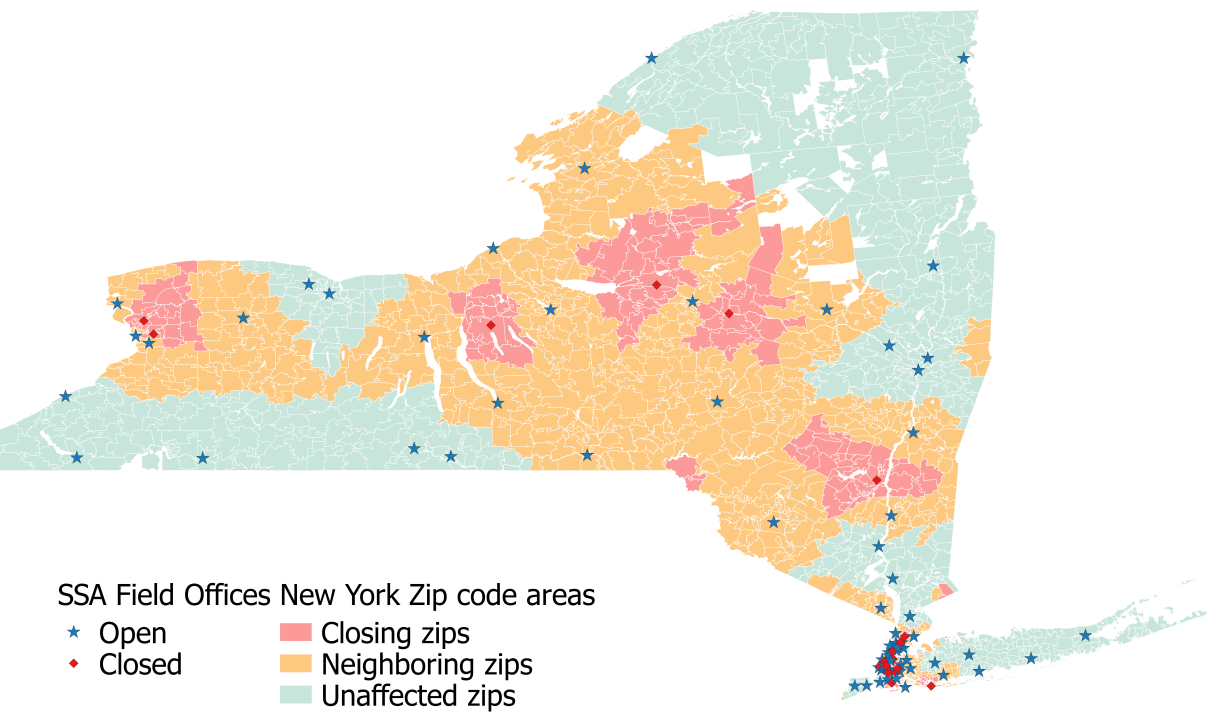 SSA Field Offices New York Zip code areas
Open Closing zips
Closed Neighboring zips
Unaffected zips